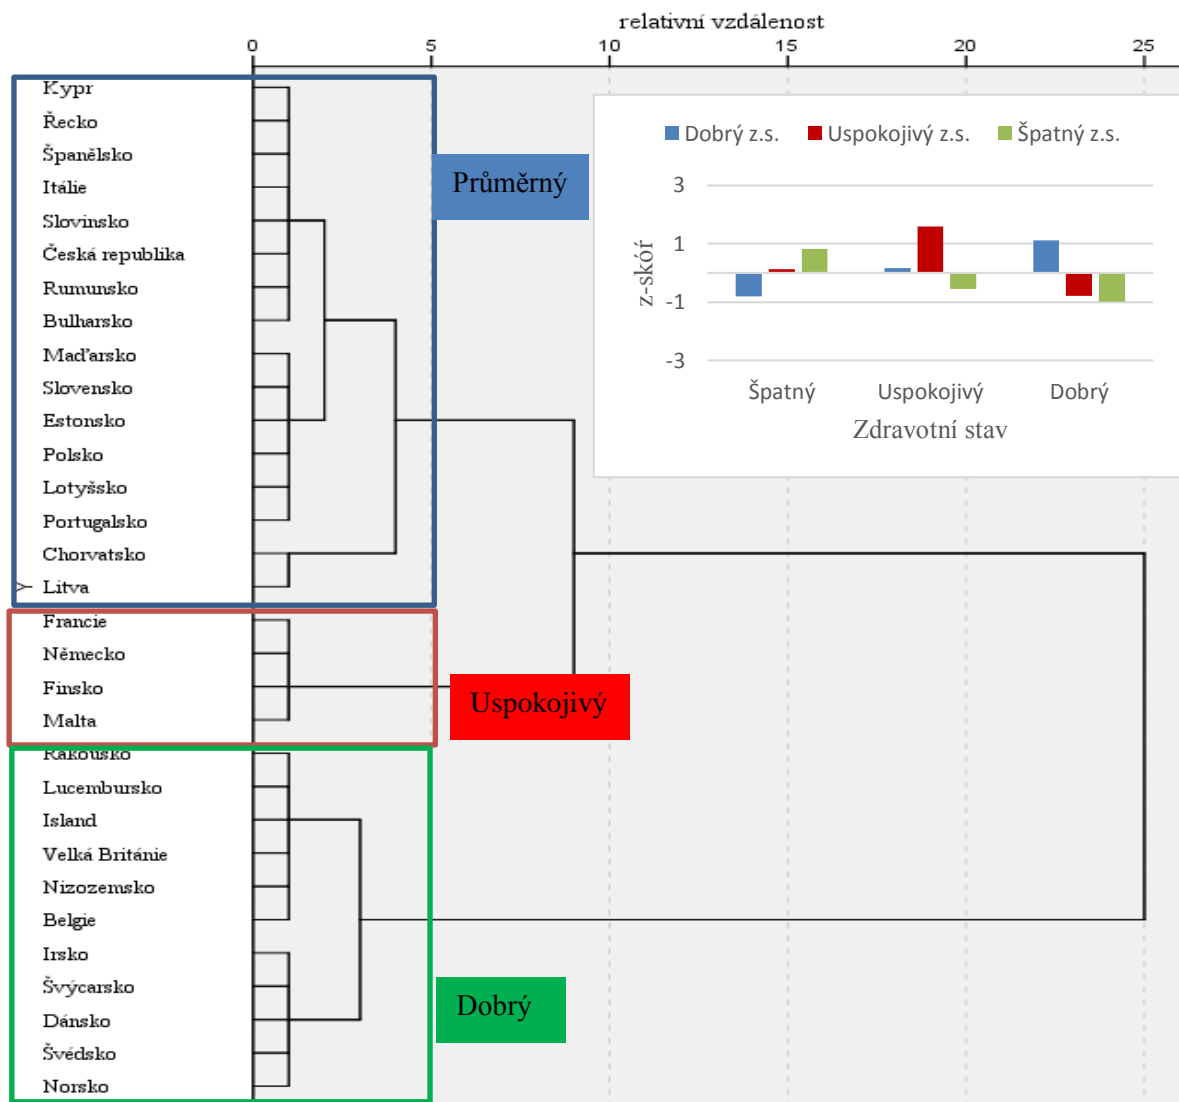 relativní vzdálenost
0 5 10 15 20 25
Kypr
Řecko
Španělsko
Itálie
Slovinsko
Česká republika
Rumunsko
Bulharsko
Maďarsko
Slovensko
Estonsko
Polsko
Lotyšsko
Portugalsko
Chorvatsko
Y Litva
Francie
Německo
Finsko
Malta
Rakousko
Lucembursko
Island
Velká Británie
Nizozemsko
Belgie
Irsko
Švýcarsko
Dánsko
Švédsko
Norsko
Průměrný
Uspokojivý
Dobrý
Dobrý z.s. Uspokojivý z.s. Špatný z.s.
z-skóř
3
1
-1
-3
Špatný Uspokojivý Dobrý
Zdravotní stav